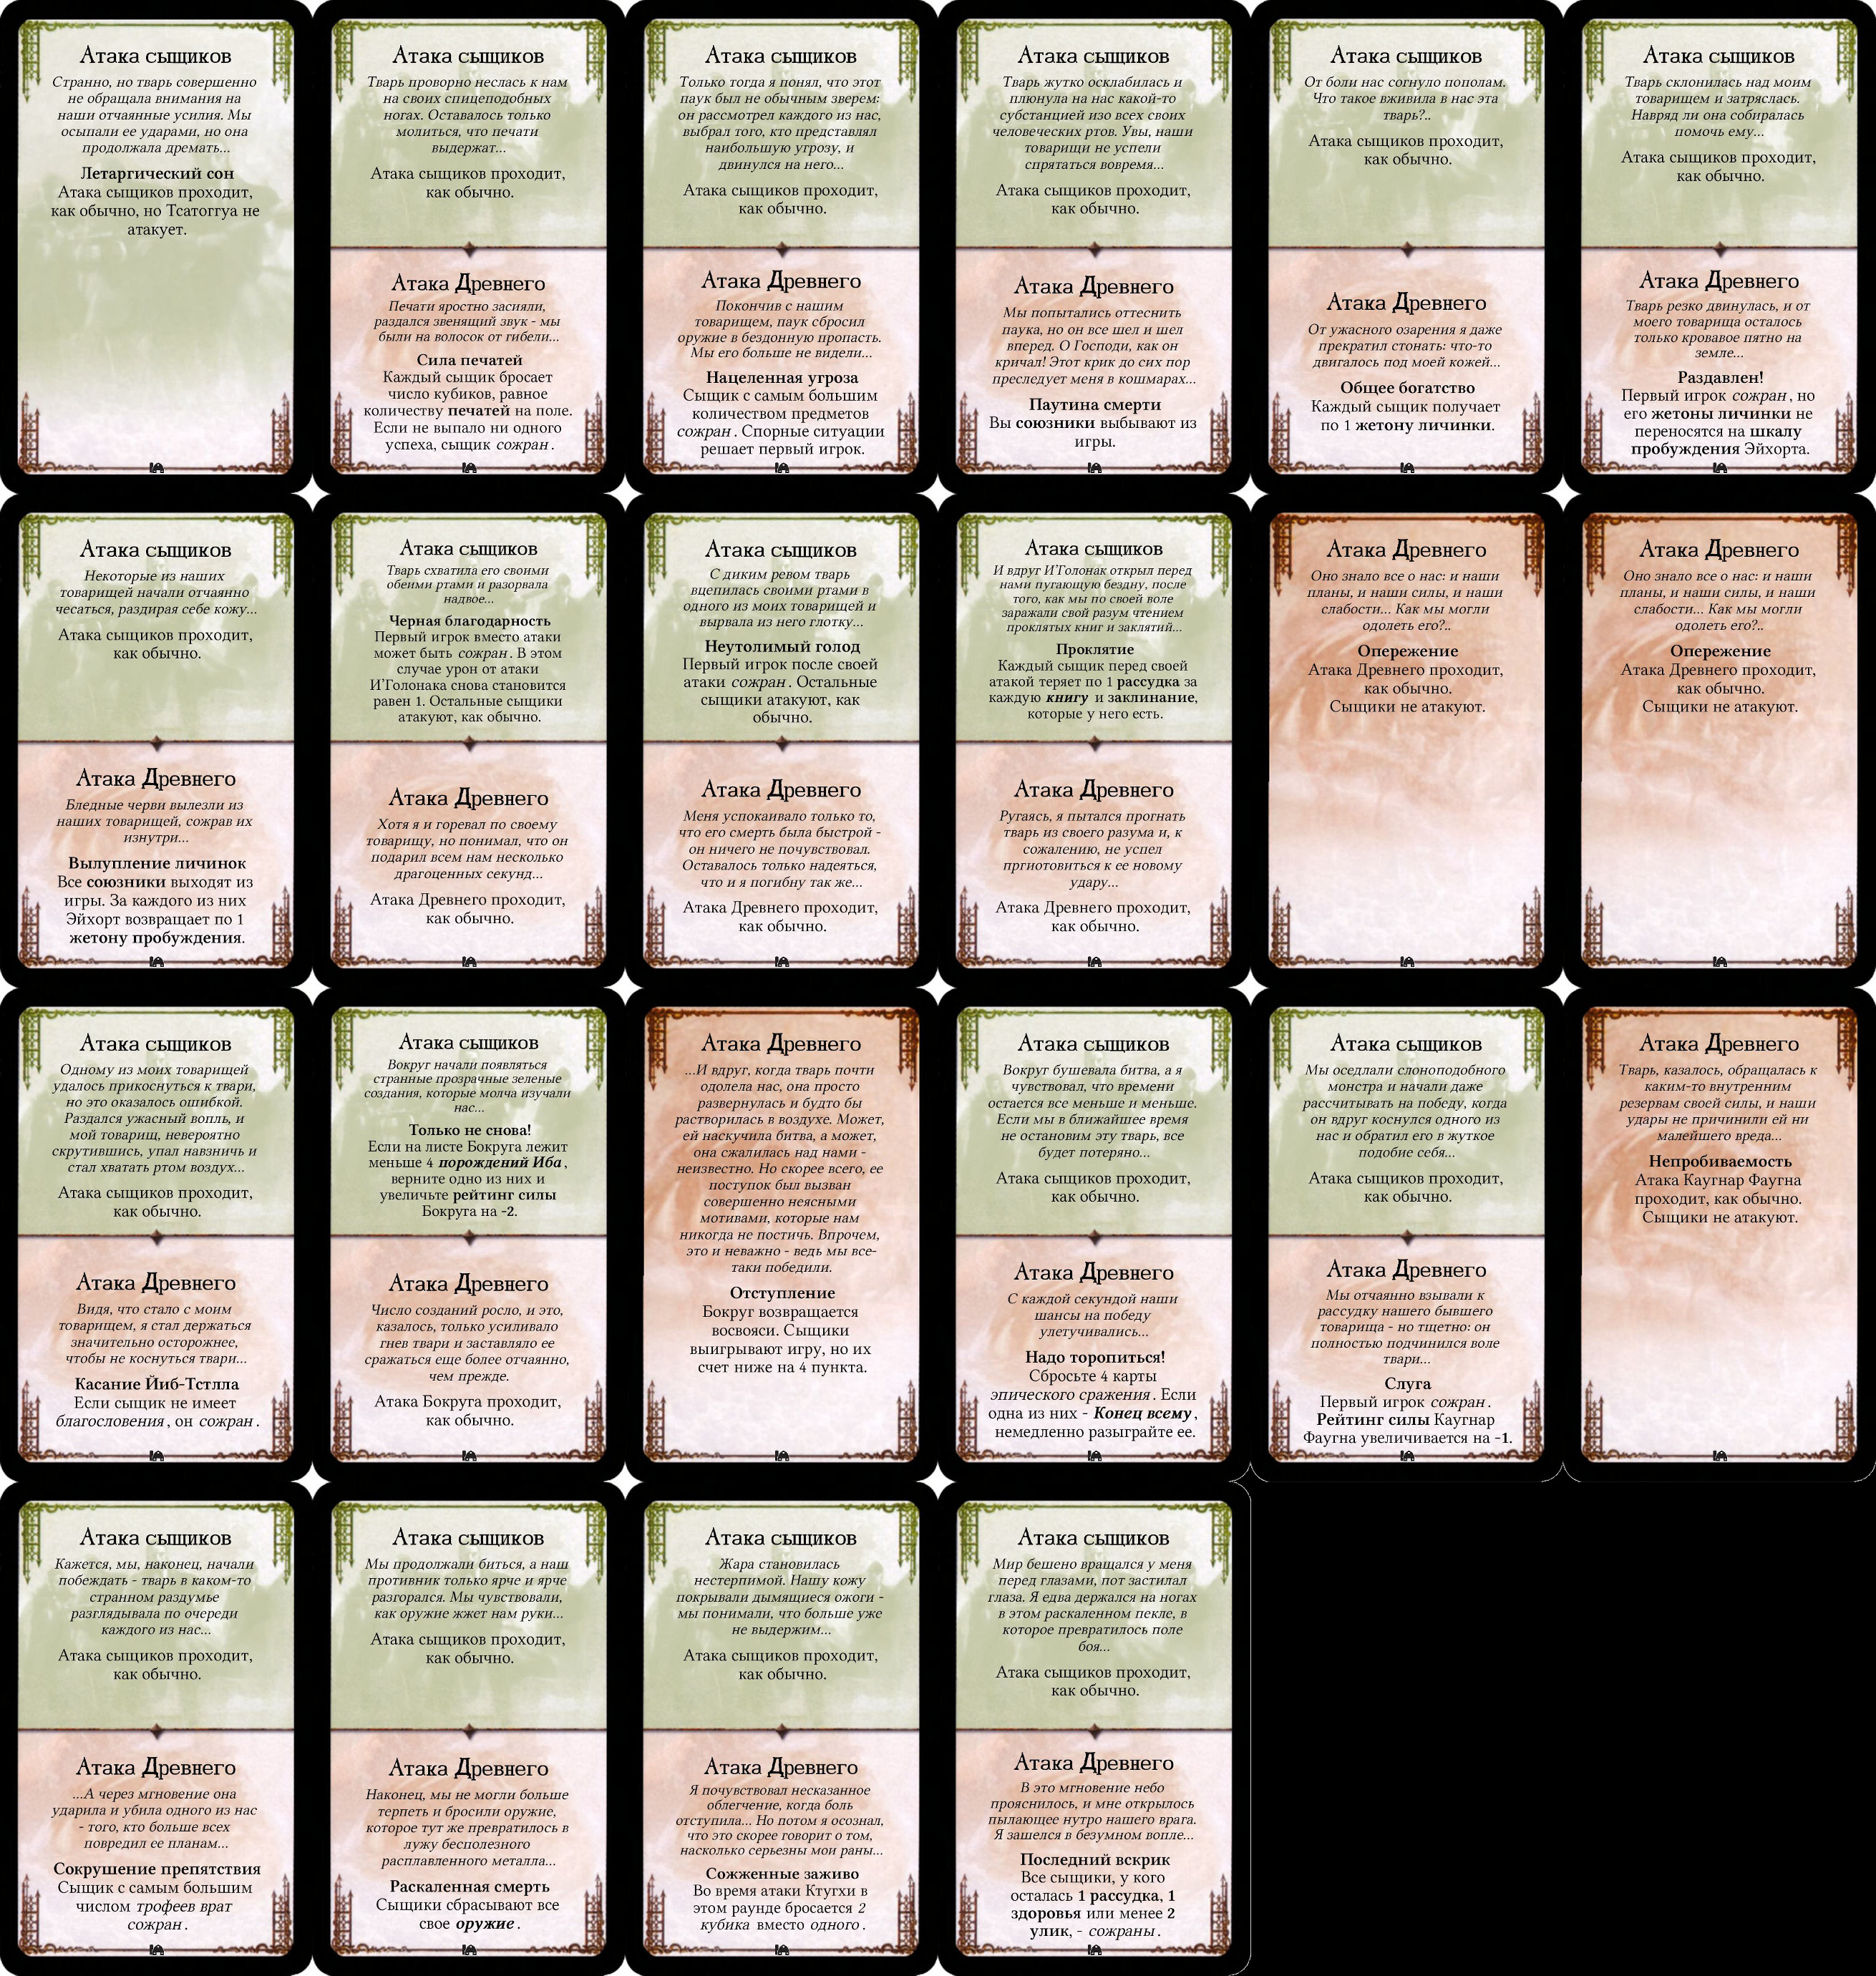 Атака сыщиков
Странно, но тварь совершенно
не обращала внимания на
наши отчаянные усилия. Мы
осыпали ее ударами, но она
продолжала дремать...
Летаргический сон
Атака сыщиков проходит,
как обычно, но Тсатоггуа не
атакует.
Атака сыщиков
Тварь проворно неслась к нам
на своих спицеподобных
ногах. Оставалось только
молиться, что печати
выдержат...
Атака сыщиков проходит,
как обычно.
Атака Древнего
Печати яростно засияли,
раздался звенящий звук - мы
были на волосок от гибели...
Сила печатей
Каждый сыщик бросает
число кубиков, равное
количеству печатей на поле.
Если не выпало ни одного
успеха, сыщик сожран.
Атака сыщиков
Только тогда я понял, что этот
паук был не обычным зверем:
он рассмотрел каждого из нас,
выбрал того, кто представлял
наибольшую угрозу, и
двинулся на него...
Атака сыщиков проходит,
как обычно.
Атака Древнего
Покончив с нашим
товарищем, паук сбросил
оружие в бездонную пропасть.
Мы его больше не видели...
Нацеленная угроза
Сыщик с самым большим
количеством предметов
сожран. Спорные ситуации
решает первый игрок.
Атака сыщиков
Тварь жутко осклабилась и
плюнула на нас какой-то
субстанцией изо всех своих
человеческих ртов. Увы, наши
товарищи не успели
спрятаться вовремя...
Атака сыщиков проходит,
как обычно.
Атака Древнего
Мы попытались оттеснить
паука, но он все шел и шел
вперед. О Господи, как он
кричал! Этот крик до сих пор
преследует меня в кошмарах...
Паутина смерти
Вы союзники выбывают из
игры.
Атака сыщиков
От боли нас согнуло пополам.
Что такое вживила в нас эта
тварь?..
Атака сыщиков проходит,
как обычно.
Атака Древнего
От ужасного озарения я даже
прекратил стонать: что-то
двигалось под моей кожей...
Общее богатство
Каждый сыщик получает
по 1 жетону личинки.
Атака сыщиков
Тварь склонилась над моим
товарищем и затряслась.
Навряд ли она собиралась
помочь ему...
Атака сыщиков проходит,
как обычно.
Атака Древнего
Тварь резко двинулась, и от
моего товарища осталось
только кровавое пятно на
земле...
Раздавлен!
Первый игрок сожран, но
его жетоны личинки не
переносятся на шкалу
пробуждения Эйхорта.
Атака сыщиков
Некоторые из наших
товарищей начали отчаянно
чесаться, раздирая себе кожу...
Атака сыщиков проходит,
как обычно.
Атака Древнего
Бледные черви вылезли из
наших товарищей, сожрав их
изнутри...
Вылупление личинок
Все союзники выходят из
игры. За каждого из них
Эйхорт возвращает по 1
жетону пробуждения.
Атака сыщиков
Тварь схватила его своими
обеими ртами и разорвала
надвое...
Черная благодарность
Первый игрок вместо атаки
может быть сожран. В этом
случае урон от атаки
И'Голонака снова становится
равен 1. Остальные сыщики
атакуют, как обычно.
Атака Древнего
Хотя я и горевал по своему
товарищу, но понимал, что он
подарил всем нам несколько
драгоценных секунд...
Атака Древнего проходит,
как обычно.
Атака сыщиков
С диким ревом тварь
вцепилась своими ртами в
одного из моих товарищей и
вырвала из него глотку...
Неутолимый голод
Первый игрок после своей
атаки сожран. Остальные
сыщики атакуют, как
обычно.
Атака Древнего
Меня успокаивало только то,
что его смерть была быстрой -
он ничего не почувствовал.
Оставалось только надеяться,
что и я погибну так же...
Атака Древнего проходит,
как обычно.
Атака сыщиков
И вдруг И'Голонак открыл перед
нами пугающую бездну, после
того, как мы по своей воле
заражали свой разум чтением
проклятых книг и заклятий...
Проклятие
Каждый сыщик перед своей
атакой теряет по 1 рассудка за
каждую книгу и заклинание,
которые у него есть.
Атака Древнего
Ругаясь, я пытался прогнать
тварь из своего разума и, к
сожалению, не успел
пргиотовиться к ее новому
удару...
Атака Древнего проходит,
как обычно.
Атака Древнего
Оно знало все о нас: и наши
планы, и наши силы, и наши
слабости... Как мы могли
одолеть его?..
Опережение
Атака Древнего проходит,
как обычно.
Сыщики не атакуют.
Атака Древнего
Оно знало все о нас: и наши
планы, и наши силы, и наши
слабости... Как мы могли
одолеть его?..
Опережение
Атака Древнего проходит,
как обычно.
Сыщики не атакуют.
Атака сыщиков
Одному из моих товарищей
удалось прикоснуться к твари,
но это оказалось ошибкой.
Раздался ужасный вопль, и
мой товарищ, невероятно
скрутившись, упал навзничь и
стал хватать ртом воздух...
Атака сыщиков проходит,
как обычно.
Атака Древнего
Видя, что стало с моим
товарищем, я стал держаться
значительно осторожнее,
чтобы не коснуться твари...
Касание Йиб-Тстлла
Если сыщик не имеет
благословения, он сожран.
Атака сыщиков
Вокруг начали появляться
странные прозрачные зеленые
создания, которые молча изучали
нас...
Только не снова!
Если на листе Бокруга лежит
меньше 4 порождений Иба,
верните одно из них и
увеличьте рейтинг силы
Бокруга на -2.
Атака Древнего
Число созданий росло, и это,
казалось, только усиливало
гнев твари и заставляло ее
сражаться еще более отчаянно,
чем прежде.
Атака Бокруга проходит,
как обычно.
Атака Древнего
...И вдруг, когда тварь почти
одолела нас, она просто
развернулась и будто бы
растворилась в воздухе. Может,
ей наскучила битва, а может,
она сжалилась над нами -
неизвестно. Но скорее всего, ее
поступок был вызван
совершенно неясными
мотивами, которые нам
никогда не постичь. Впрочем,
это и неважно - ведь мы все-
таки победили.
Отступление
Бокруг возвращается
восвояси. Сыщики
выигрывают игру, но их
счет ниже на 4 пункта.
Атака сыщиков
Вокруг бушевала битва, а я
чувствовал, что времени
остается все меньше и меньше.
Если мы в ближайшее время
не остановим эту тварь, все
будет потеряно...
Атака сыщиков проходит,
как обычно.
Атака Древнего
С каждой секундой наши
шансы на победу
улетучивались...
Надо торопиться!
Сбросьте 4 карты
эпического сражения. Если
одна из них - Конец всему,
немедленно разыграйте ее.
Атака сыщиков
Мы оседлали слоноподобного
монстра и начали даже
рассчитывать на победу, когда
он вдруг коснулся одного из
нас и обратил его в жуткое
подобие себя...
Атака сыщиков проходит,
как обычно.
Атака Древнего
Мы отчаянно взывали к
рассудку нашего бывшего
товарища - но тщетно: он
полностью подчинился воле
твари...
Слуга
Первый игрок сожран.
Рейтинг силы Каугнар
Фаугна увеличивается на -1.
Атака Древнего
Тварь, казалось, обращалась к
каким-то внутренним
резервам своей силы, и наши
удары не причинили ей ни
малейшего вреда...
Непробиваемость
Атака Каугнар Фаугна
проходит, как обычно.
Сыщики не атакуют.
Атака сыщиков
Кажется, мы, наконец, начали
побеждать - тварь в каком-то
странном раздумье
разглядывала по очереди
каждого из нас...
Атака сыщиков проходит,
как обычно.
Атака Древнего
...А через мгновение она
ударила и убила одного из нас
- того, кто больше всех
повредил ее планам...
Сокрушение препятствия
Сыщик с самым большим
числом трофеев врат
сожран.
Атака сыщиков
Мы продолжали биться, а наш
противник только ярче и ярче
разгорался. Мы чувствовали,
как оружие жжет нам руки...
Атака сыщиков проходит,
как обычно.
Атака Древнего
Наконец, мы не могли больше
терпеть и бросили оружие,
которое тут же превратилось в
лужу бесполезного
расплавленного металла...
Раскаленная смерть
Сыщики сбрасывают все
свое оружие.
Атака сыщиков
Жара становилась
нестерпимой. Нашу кожу
покрывали дымящиеся ожоги -
мы понимали, что больше уже
не выдержим...
Атака сыщиков проходит,
как обычно.
Атака Древнего
Я почувствовал несказанное
облегчение, когда боль
отступила... Но потом я осознал,
что это скорее говорит о том,
насколько серьезны мои раны...
Сожженные заживо
Во время атаки Ктугхи в
этом раунде бросается 2
кубика вместо одного.
Атака сыщиков
Мир бешено вращался у меня
перед глазами, пот застилал
глаза. Я едва держался на ногах
в этом раскаленном пекле, в
которое превратилось поле
боя...
Атака сыщиков проходит,
как обычно.
Атака Древнего
В это мгновение небо
прояснилось, и мне открылось
пылающее нутро нашего врага.
Я зашелся в безумном вопле...
Последний вскрик
Все сыщики, у кого
осталась 1 рассудка, 1
здоровья или менее 2
улик, - сожраны.